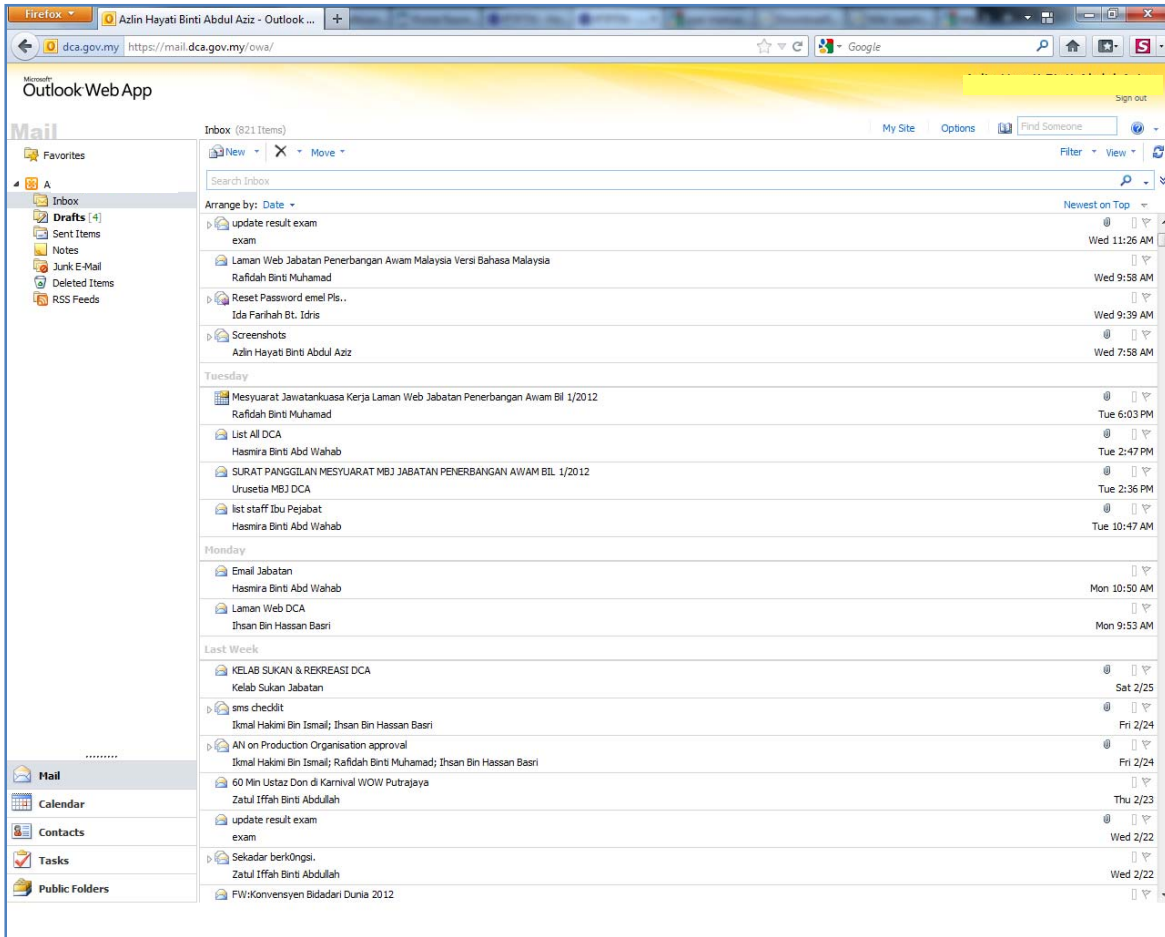 Firefox
Azlin Hayati Binti Abdul Aziz - Outlook ...
dca.gov.my https://mail.dca.gov.my/owa/
Google
Microsoft
Outlook Web App
Sign out
Mail
Inbox (821 Items)
My Site Options Find Someone
Favorites
New Move
Filter View
A
Search Inbox
Inbox
Arrange by: Date
Newest on Top
Drafts [4]
Sent Items
Notes
Junk E-Mail
Deleted Items
RSS Feeds
update result exam
exam Wed 11:26 AM
Laman Web Jabatan Penerbangan Awam Malaysia Versi Bahasa Malaysia
Rafidah Binti Muhamad Wed 9:58 AM
Reset Password emel Pls..
Ida Farihah Bt. Idris Wed 9:39 AM
Screenshots
Azlin Hayati Binti Abdul Aziz Wed 7:58 AM
Tuesday
Mesyuarat Jawatankuasa Kerja Laman Web Jabatan Penerbangan Awam Bil 1/2012
Rafidah Binti Muhamad Tue 6:03 PM
List All DCA
Hasmira Binti Abd Wahab Tue 2:47 PM
SURAT PANGGILAN MESYUARAT MBJ JABATAN PENERBANGAN AWAM BIL 1/2012
Urusetia MBJ DCA Tue 2:36 PM
list staff Ibu Pejabat
Hasmira Binti Abd Wahab Tue 10:47 AM
Monday
Email Jabatan
Hasmira Binti Abd Wahab Mon 10:50 AM
Laman Web DCA
Ihsan Bin Hassan Basri Mon 9:53 AM
Last Week
KELAB SUKAN & REKREASI DCA
Kelab Sukan Jabatan Sat 2/25
sms checklit
Ikmal Hakimi Bin Ismail; Ihsan Bin Hassan Basri Fri 2/24
AN on Production Organisation approval
Ikmal Hakimi Bin Ismail; Rafidah Binti Muhamad; Ihsan Bin Hassan Basri Fri 2/24
60 Min Ustaz Don di Karnival WOW Putrajaya
Zatul Iffah Binti Abdullah Thu 2/23
update result exam
exam Wed 2/22
Sekadar berk0ngsi.
Zatul Iffah Binti Abdullah Wed 2/22
FW:Konvensyen Bidadari Dunia 2012
Mail
Calendar
Contacts
Tasks
Public Folders